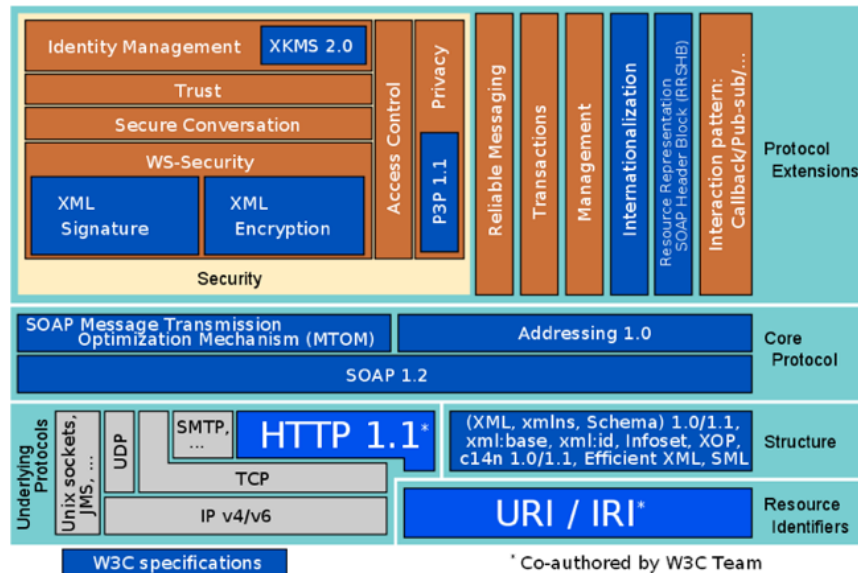 Identity Management
XKMS 2.0
Trust
Secure Conversation
WS-Security
XML
Signature
XML
Encryption
Access Control
Privacy
P3P 1.1
Security
Reliable Messaging
Transactions
Management
Internationalization
Resource Representation
SOAP Header Block (RRSHB)
Interaction pattern:
Callback/Pub-sub/...
Protocol
Extensions
SOAP Message Transmission
Optimization Mechanism (MTOM)
Addressing 1.0
SOAP 1.2
Core
Protocol
Underlying
Protocols
Unix sockets,
JMS, ...
UDP
SMTP,
...
HTTP 1.1*
TCP
IP v4/v6
(XML, xmlns, Schema) 1.0/1.1,
xml:base, xml:id, Infoset, XOP,
c14n 1.0/1.1, Efficient XML, SML
Structure
URI / IRI*
Resource
Identifiers
W3C specifications
* Co-authored by W3C Team